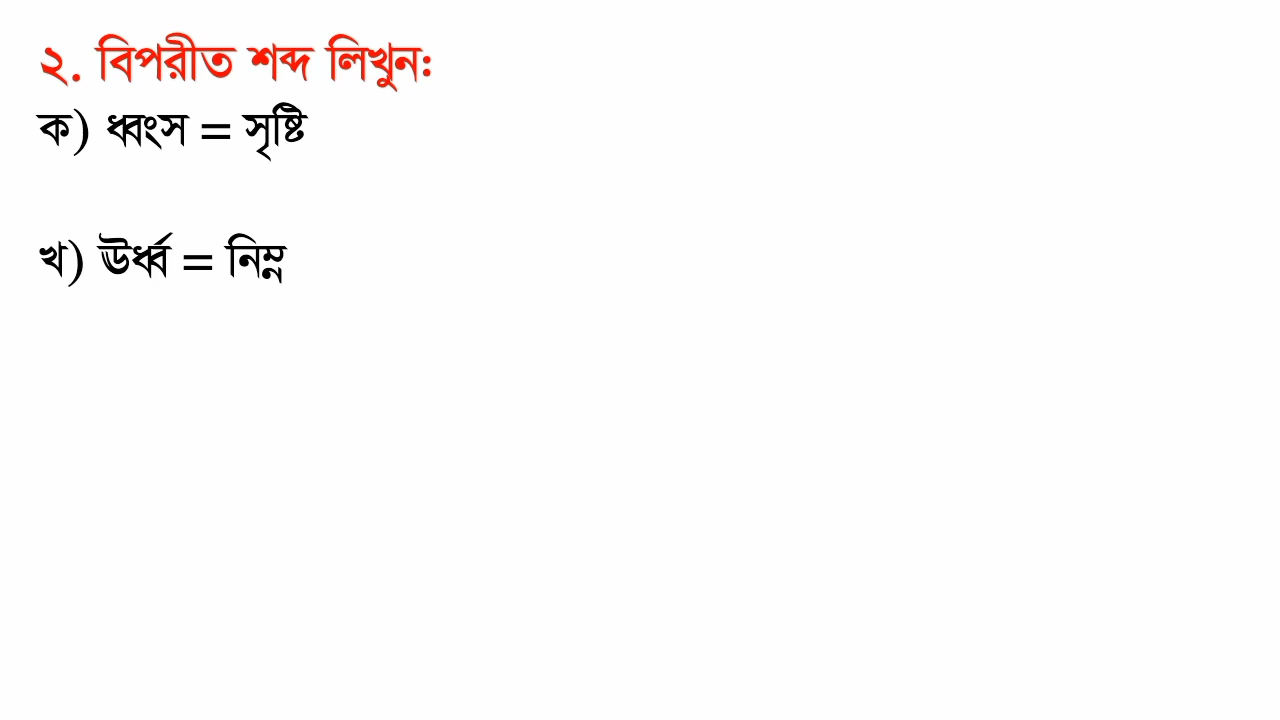 ২. বিপরীত শব্দ লিখুনঃ
ক) ধ্বংস = সৃষ্টি
খ) ঊর্ধ্ব = নিম্ন